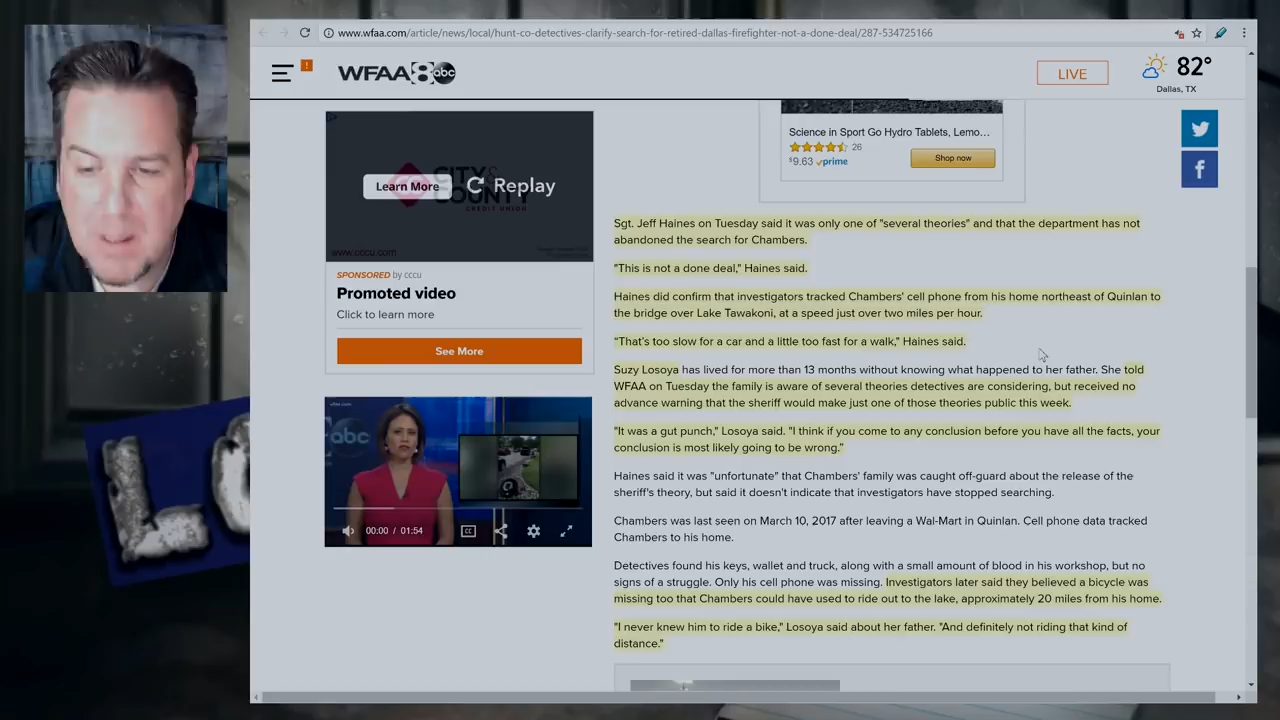 www.wfaa.com/article/news/local/hunt-co-detectives-clarify-search-for-retired-dallas-firefighter-not-a-done-deal/287-534725166
WFAA 8 abc
LIVE
82°
Dallas, TX
Learn More
Replay
CITY &
COUNTY
CREDIT UNION
www.cccu.com
SPONSORED by cccu
Promoted video
Click to learn more
See More
abc
00:00 / 01:54
CC
LO
Science in Sport Go Hydro Tablets, Lemo...
26
$9.63 prime
Shop now
Sgt. Jeff Haines on Tuesday said it was only one of "several theories" and that the department has not
abandoned the search for Chambers.
"This is not a done deal," Haines said.
Haines did confirm that investigators tracked Chambers' cell phone from his home northeast of Quinlan to
the bridge over Lake Tawakoni, at a speed just over two miles per hour.
"That's too slow for a car and a little too fast for a walk," Haines said.
Suzy Losoya has lived for more than 13 months without knowing what happened to her father. She told
WFAA on Tuesday the family is aware of several theories detectives are considering, but received no
advance warning that the sheriff would make just one of those theories public this week.
"It was a gut punch," Losoya said. "I think if you come to any conclusion before you have all the facts, your
conclusion is most likely going to be wrong."
Haines said it was "unfortunate" that Chambers' family was caught off-guard about the release of the
sheriff's theory, but said it doesn't indicate that investigators have stopped searching.
Chambers was last seen on March 10, 2017 after leaving a Wal-Mart in Quinlan. Cell phone data tracked
Chambers to his home.
Detectives found his keys, wallet and truck, along with a small amount of blood in his workshop, but no
signs of a struggle. Only his cell phone was missing. Investigators later said they believed a bicycle was
missing too that Chambers could have used to ride out to the lake, approximately 20 miles from his home.
"I never knew him to ride a bike," Losoya said about her father. "And definitely not riding that kind of
distance."